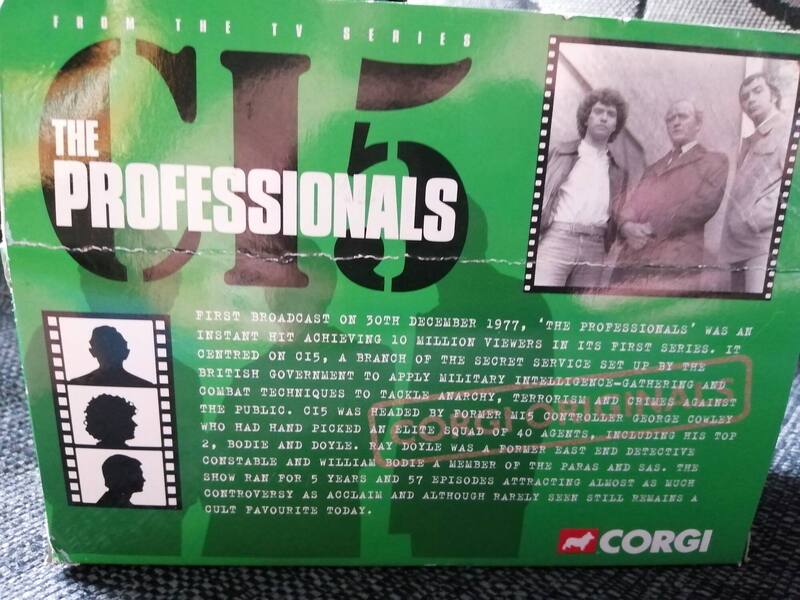 FROM THE TV SERIES
CI5
THE
PROFESSIONALS
FIRST BROADCAST ON 30TH DECEMBER 1977, 'THE PROFESSIONALS' WAS AN
INSTANT HIT ACHIEVING 10 MILLION VIEWERS IN ITS FIRST SERIES. IT
CENTRED ON CI5, A BRANCH OF THE SECRET SERVICE SET UP BY THE
BRITISH GOVERNMENT TO APPLY MILITARY INTELLIGENCE-GATHERING AND
COMBAT TECHNIQUES TO TACKLE ANARCHY, TERRORISM AND CRIMES AGAINST
THE PUBLIC. CI5 WAS HEADED BY FORMER MI5 CONTROLLER GEORGE COWLEY
WHO HAD HAND PICKED AN ELITE SQUAD OF 40 AGENTS, INCLUDING HIS TOP
2, BODIE AND DOYLE. RAY DOYLE WAS A FORMER EAST END DETECTIVE
CONSTABLE AND WILLIAM BODIE A MEMBER OF THE PARAS AND SAS. THE
SHOW RAN FOR 5 YEARS AND 57 EPISODES ATTRACTING ALMOST AS MUCH
CONTROVERSY AS ACCLAIM AND ALTHOUGH RARELY SEEN STILL REMAINS A
CULT FAVOURITE TODAY.
CORGI ORIGINALS
CORGI